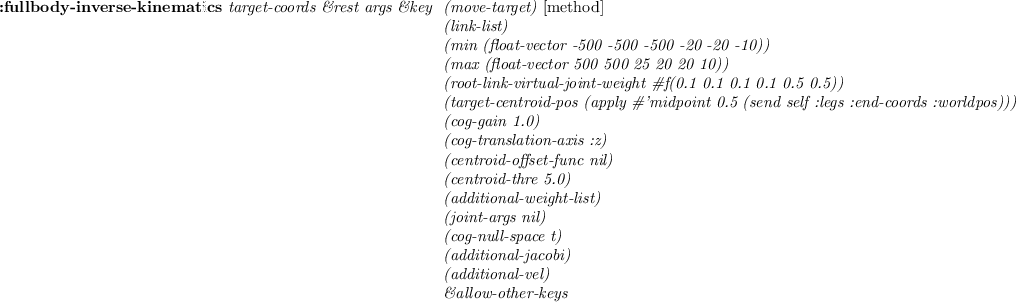 :fullbody-inverse-kinematics target-coords &rest args &key (move-target) [method]
(link-list)
(min (float-vector -500 -500 -500 -20 -20 -10))
(max (float-vector 500 500 25 20 20 10))
(root-link-virtual-joint-weight #f(0.1 0.1 0.1 0.1 0.5 0.5))
(target-centroid-pos (apply #'midpoint 0.5 (send self :legs :end-coords :worldpos)))
(cog-gain 1.0)
(cog-translation-axis :z)
(centroid-offset-func nil)
(centroid-thre 5.0)
(additional-weight-list)
(joint-args nil)
(cog-null-space t)
(additional-jacobi)
(additional-vel)
&allow-other-keys